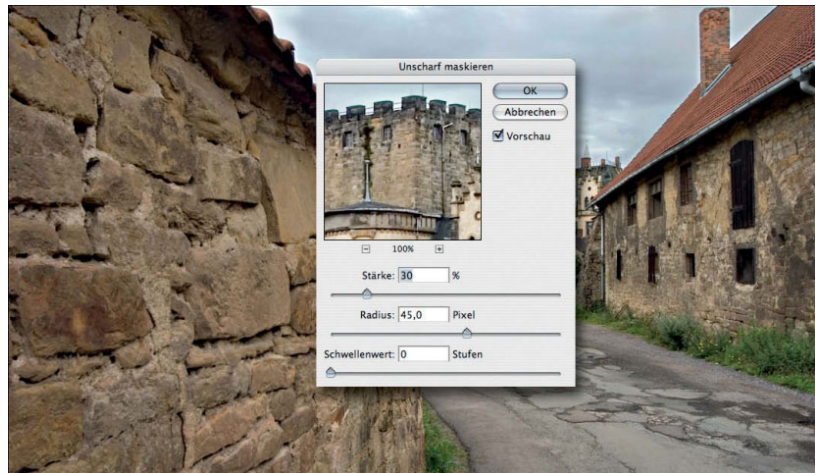 Unscharf maskieren
OK
Abbrechen
Vorschau
100%
Stärke: 30 %
Radius: 45,0 Pixel
Schwellenwert: 0 Stufen